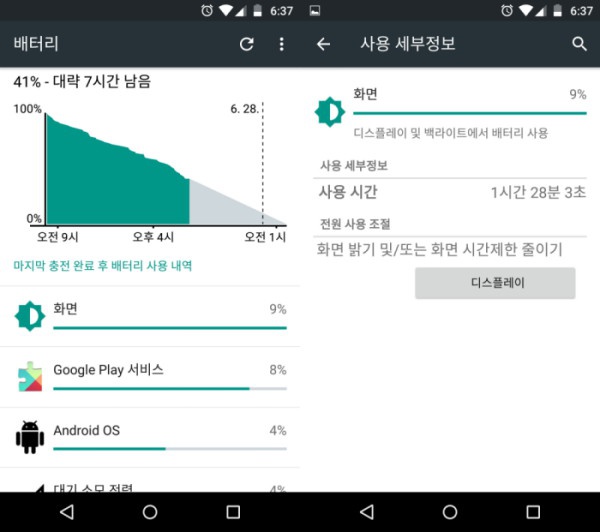 6:37
배터리
41% - 대략 7시간 남음
100%
6. 28.
0%
오전 9시
오후 4시
오전 1시
마지막 충전 완료 후 배터리 사용 내역
화면
9%
Google Play 서비스
8%
Android OS
4%
대기 소모 전력
4%
6:37
사용 세부정보
화면
9%
디스플레이 및 백라이트에서 배터리 사용
사용 세부정보
사용 시간
1시간 28분 3초
전원 사용 조절
화면 밝기 및/또는 화면 시간제한 줄이기
디스플레이